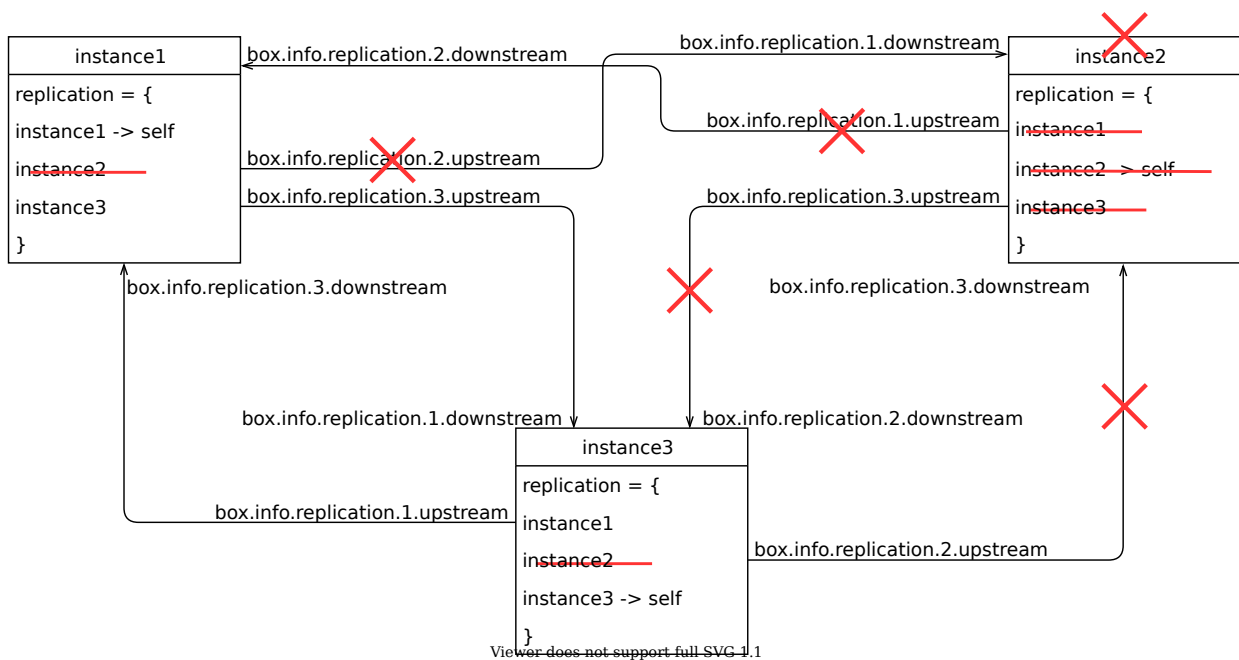 instance1
replication = {
instance1 -> self
instance2
instance3
}
box.info.replication.2.downstream
box.info.replication.1.downstream
box.info.replication.2.upstream
box.info.replication.1.upstream
box.info.replication.3.upstream
box.info.replication.3.upstream
instance2
replication = {
instance1
instance2 -> self
instance3
}
box.info.replication.3.downstream
box.info.replication.3.downstream
box.info.replication.1.downstream
box.info.replication.2.downstream
box.info.replication.1.upstream
box.info.replication.2.upstream
instance3
replication = {
instance1
instance2
instance3 -> self
}
Viewer does not support full SVG 1.1